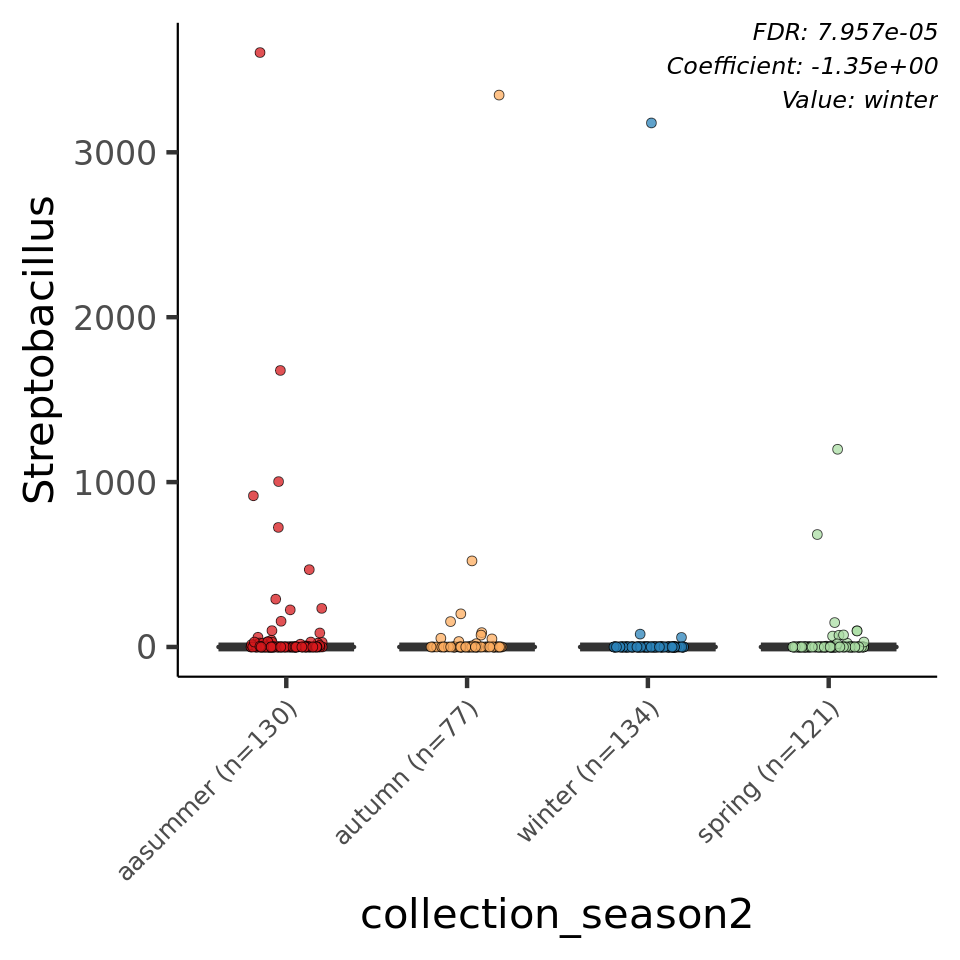 FDR: 7.957e-05
Coefficient: -1.35e+00
Value: winter
Streptobacillus
3000
2000
1000
0
aasummer (n=130)
autumn (n=77)
winter (n=134)
spring (n=121)
collection_season2